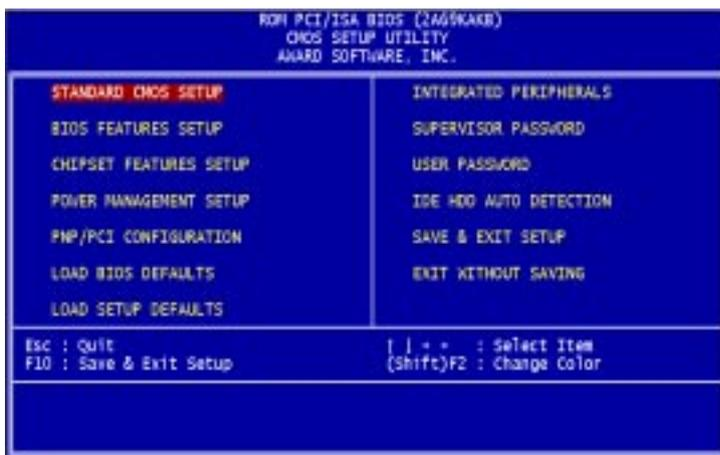 ROM PCI/ISA BIOS (2A69KAKB)
CMOS SETUP UTILITY
AWARD SOFTWARE, INC.
STANDARD CMOS SETUP
BIOS FEATURES SETUP
CHIPSET FEATURES SETUP
POWER MANAGEMENT SETUP
PNP/PCI CONFIGURATION
LOAD BIOS DEFAULTS
LOAD SETUP DEFAULTS
INTEGRATED PERIPHERALS
SUPERVISOR PASSWORD
USER PASSWORD
IDE HDD AUTO DETECTION
SAVE & EXIT SETUP
EXIT WITHOUT SAVING
Esc : Quit
F10 : Save & Exit Setup
: Select Item
(Shift)F2 : Change Color